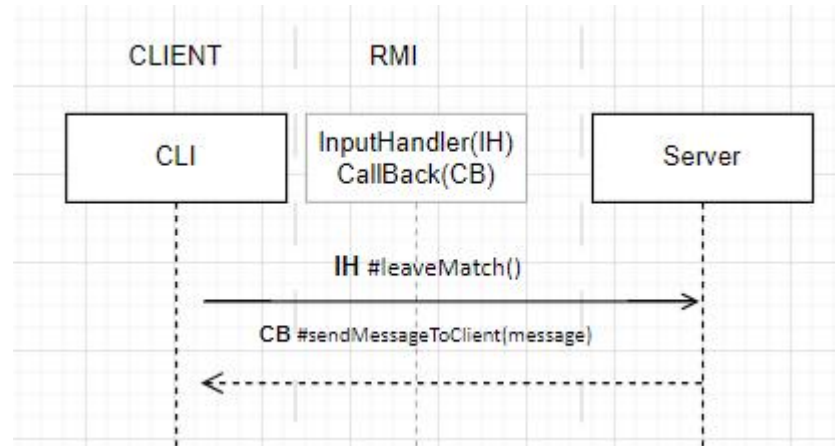 CLIENT
RMI
CLI
InputHandler(IH)
CallBack(CB)
Server
IH #leaveMatch()
CB #sendMessageToClient(message)